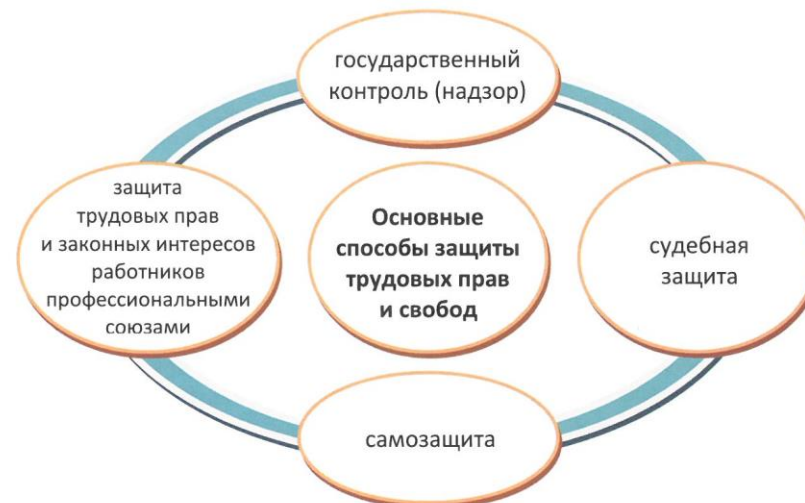 государственный
контроль (надзор)
защита
трудовых прав
и законных интересов
работников
профессиональными
союзами
Основные
способы защиты
трудовых прав
и свобод
судебная
защита
самозащита